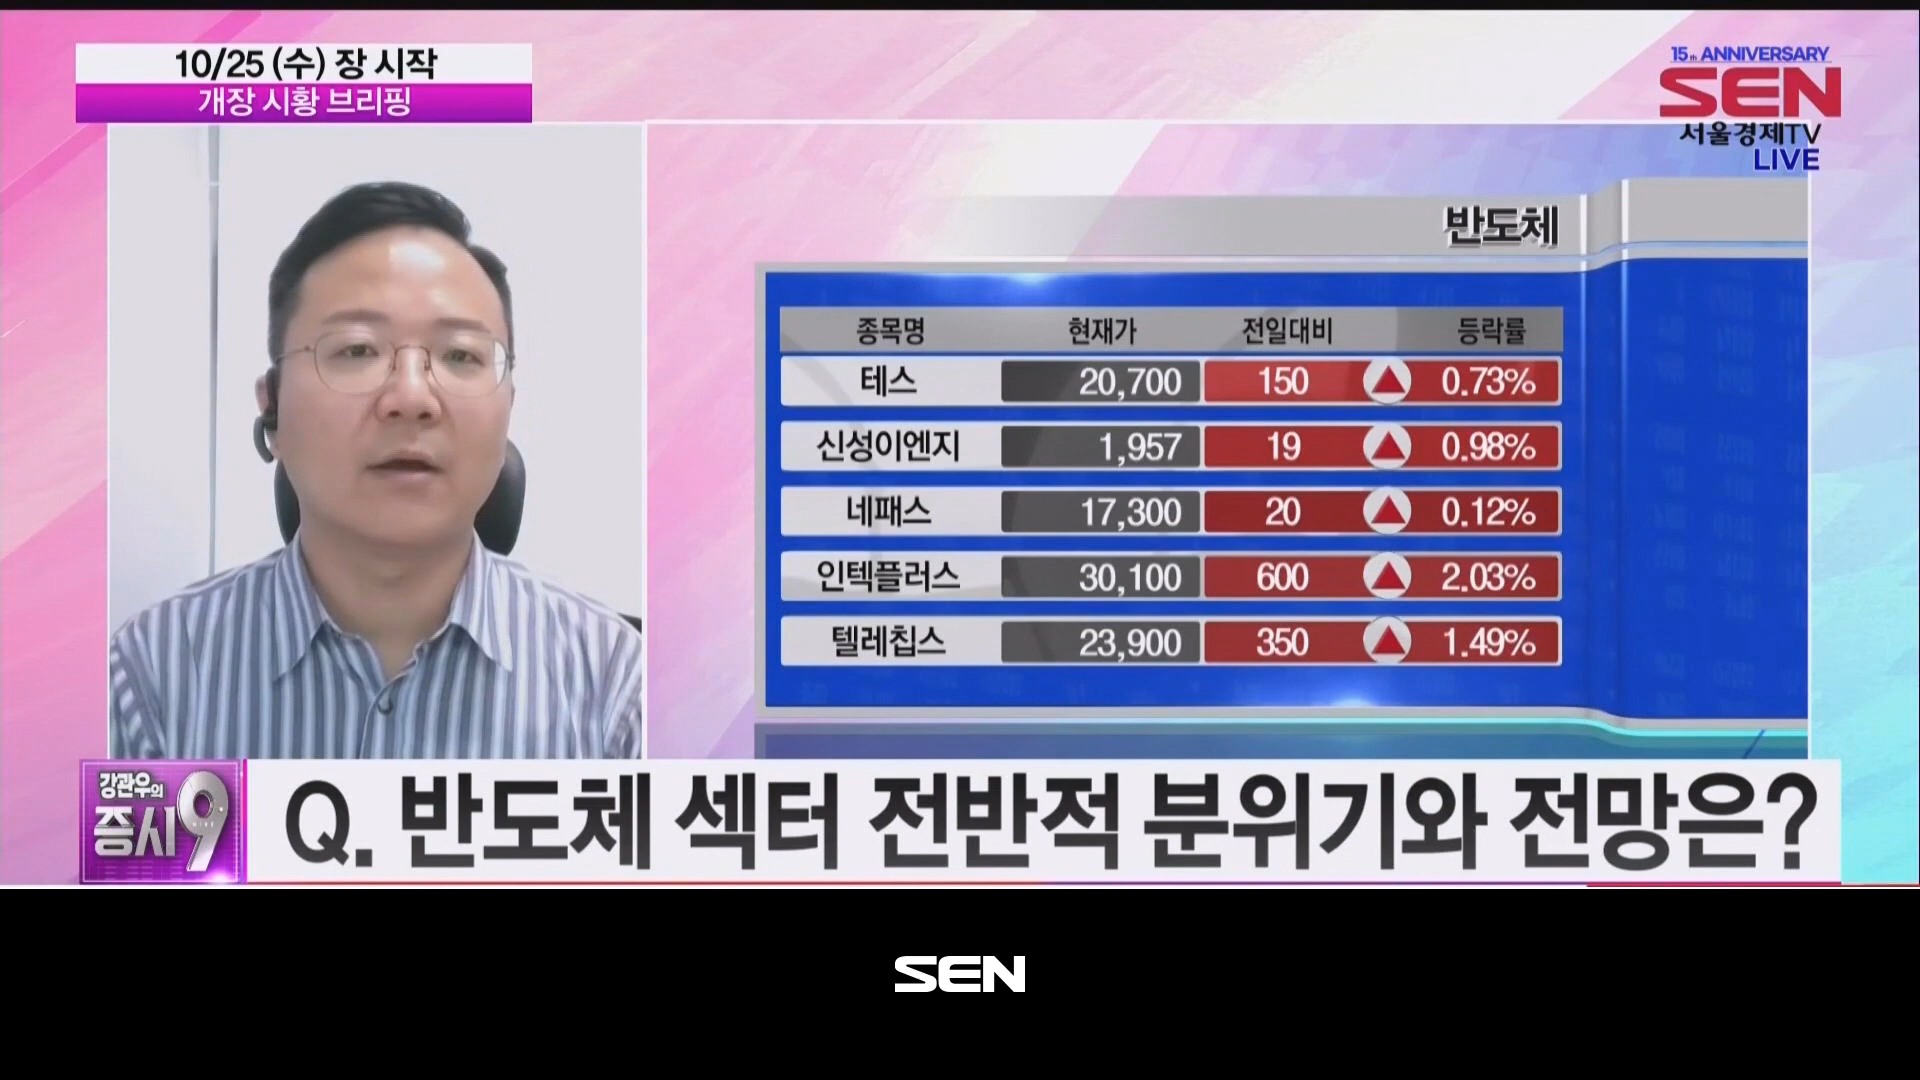 10/25 (수) 장 시작
개장 시황 브리핑
15th ANNIVERSARY
SEN
서울경제TV
LIVE
반도체
종목명 현재가 전일대비 등락률
테스 20,700 150 ▲ 0.73%
신성이엔지 1,957 19 ▲ 0.98%
네패스 17,300 20 ▲ 0.12%
인텍플러스 30,100 600 ▲ 2.03%
텔레칩스 23,900 350 ▲ 1.49%
강관우의
증시9
Q. 반도체 섹터 전반적 분위기와 전망은?
SEN